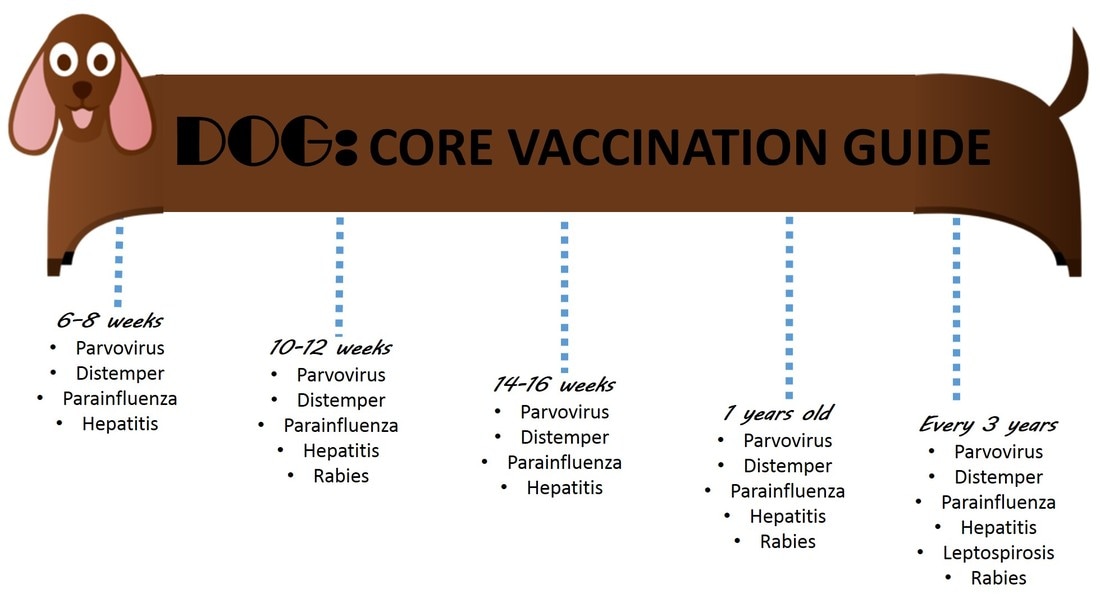 DOG: CORE VACCINATION GUIDE
6-8 weeks
• Parvovirus
• Distemper
• Parainfluenza
• Hepatitis
10-12 weeks
• Parvovirus
• Distemper
• Parainfluenza
• Hepatitis
• Rabies
14-16 weeks
• Parvovirus
• Distemper
• Parainfluenza
• Hepatitis
1 years old
• Parvovirus
• Distemper
• Parainfluenza
• Hepatitis
• Rabies
Every 3 years
• Parvovirus
• Distemper
• Parainfluenza
• Hepatitis
• Leptospirosis
• Rabies